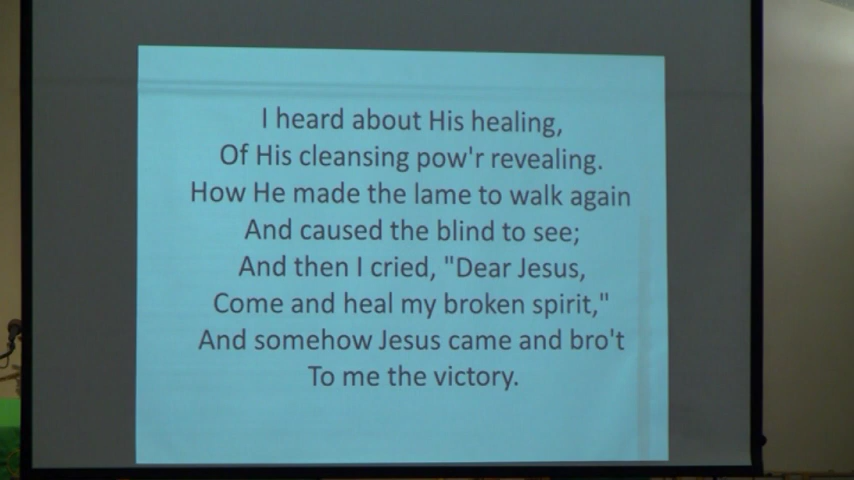 I heard about His healing,
Of His cleansing pow'r revealing.
How He made the lame to walk again
And caused the blind to see;
And then I cried, "Dear Jesus,
Come and heal my broken spirit,"
And somehow Jesus came and bro't
To me the victory.